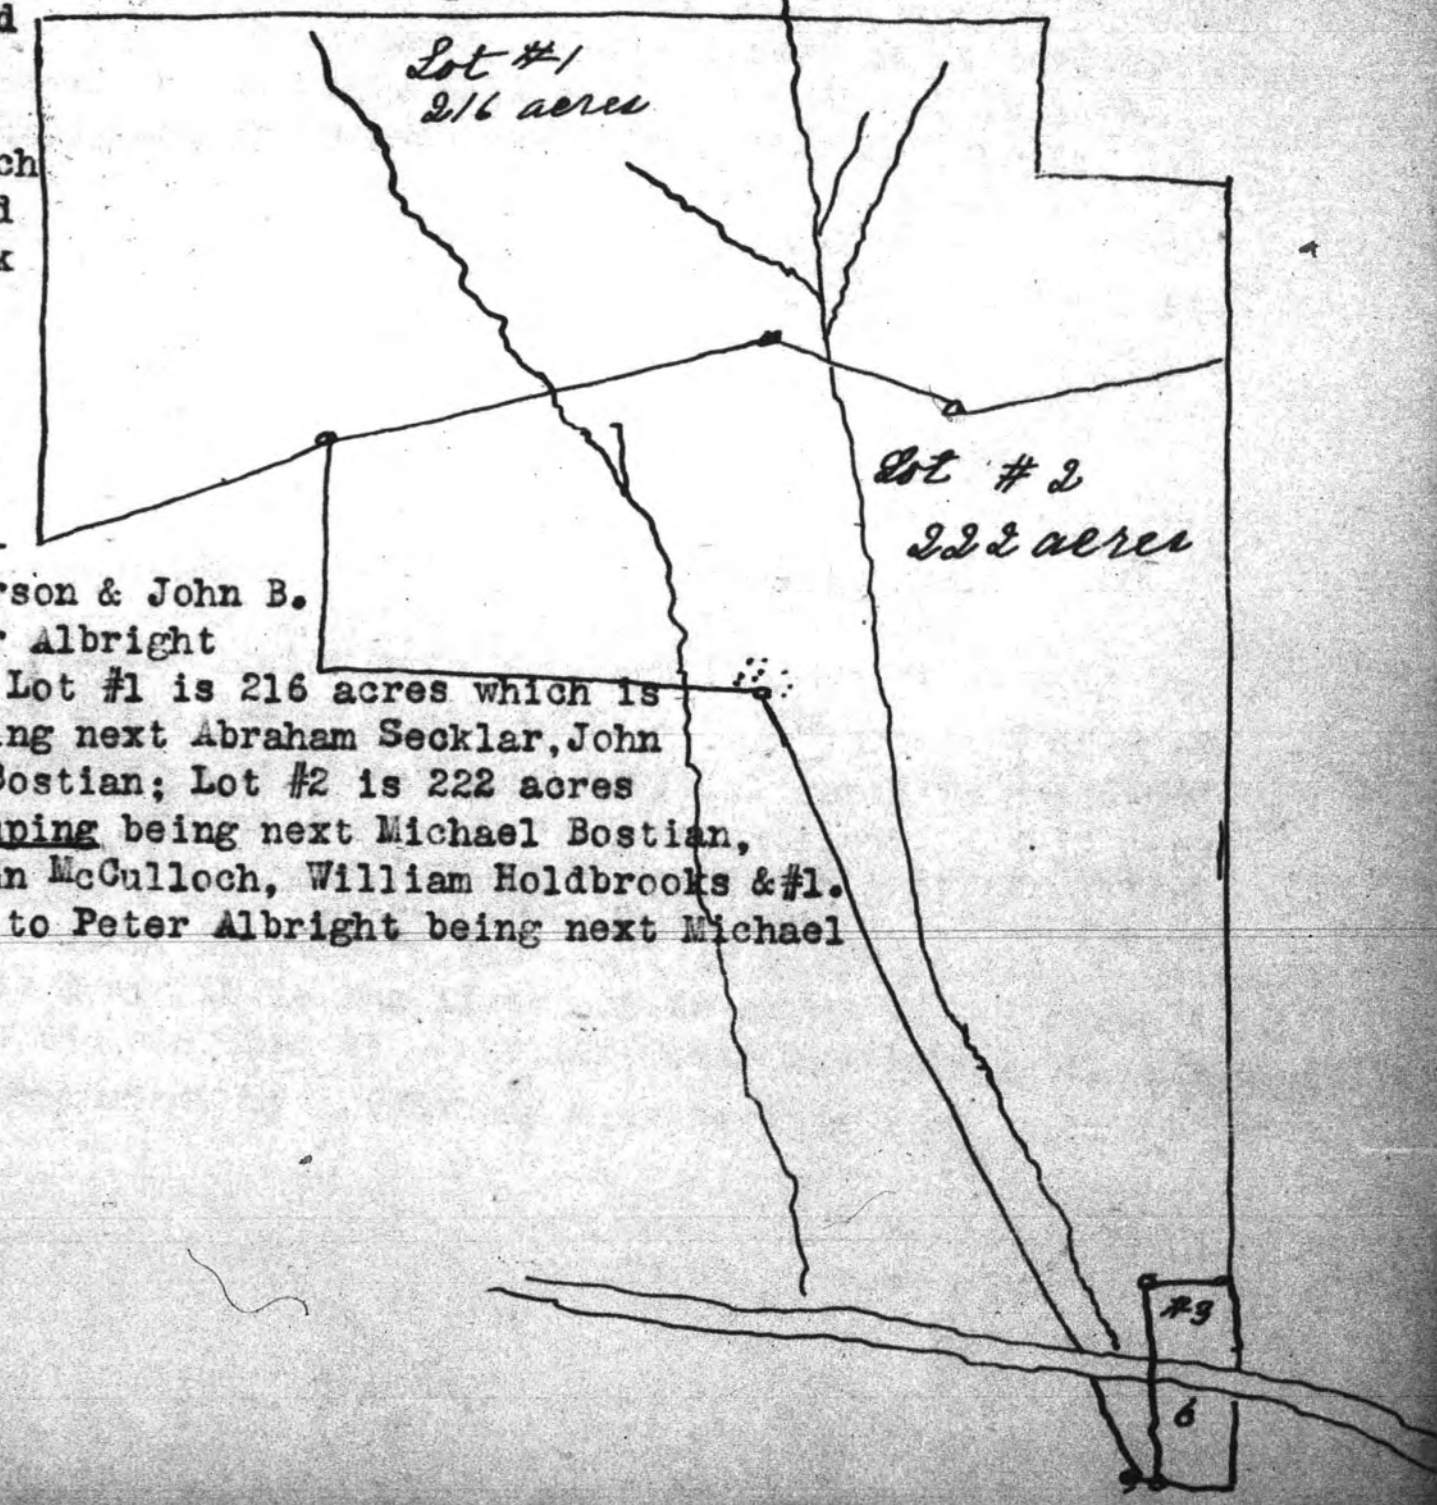 d
Lot #1
216 acres
ch
d
k
Lot # 2
222 acres
rson & John B.
r Albright
Lot #1 is 216 acres which is
ing next Abraham Secklar,John
Bostian; Lot #2 is 222 acres
ping being next Michael Bostian,
n McCulloch, William Holdbrooks &#1.
to Peter Albright being next Michael
#3
6